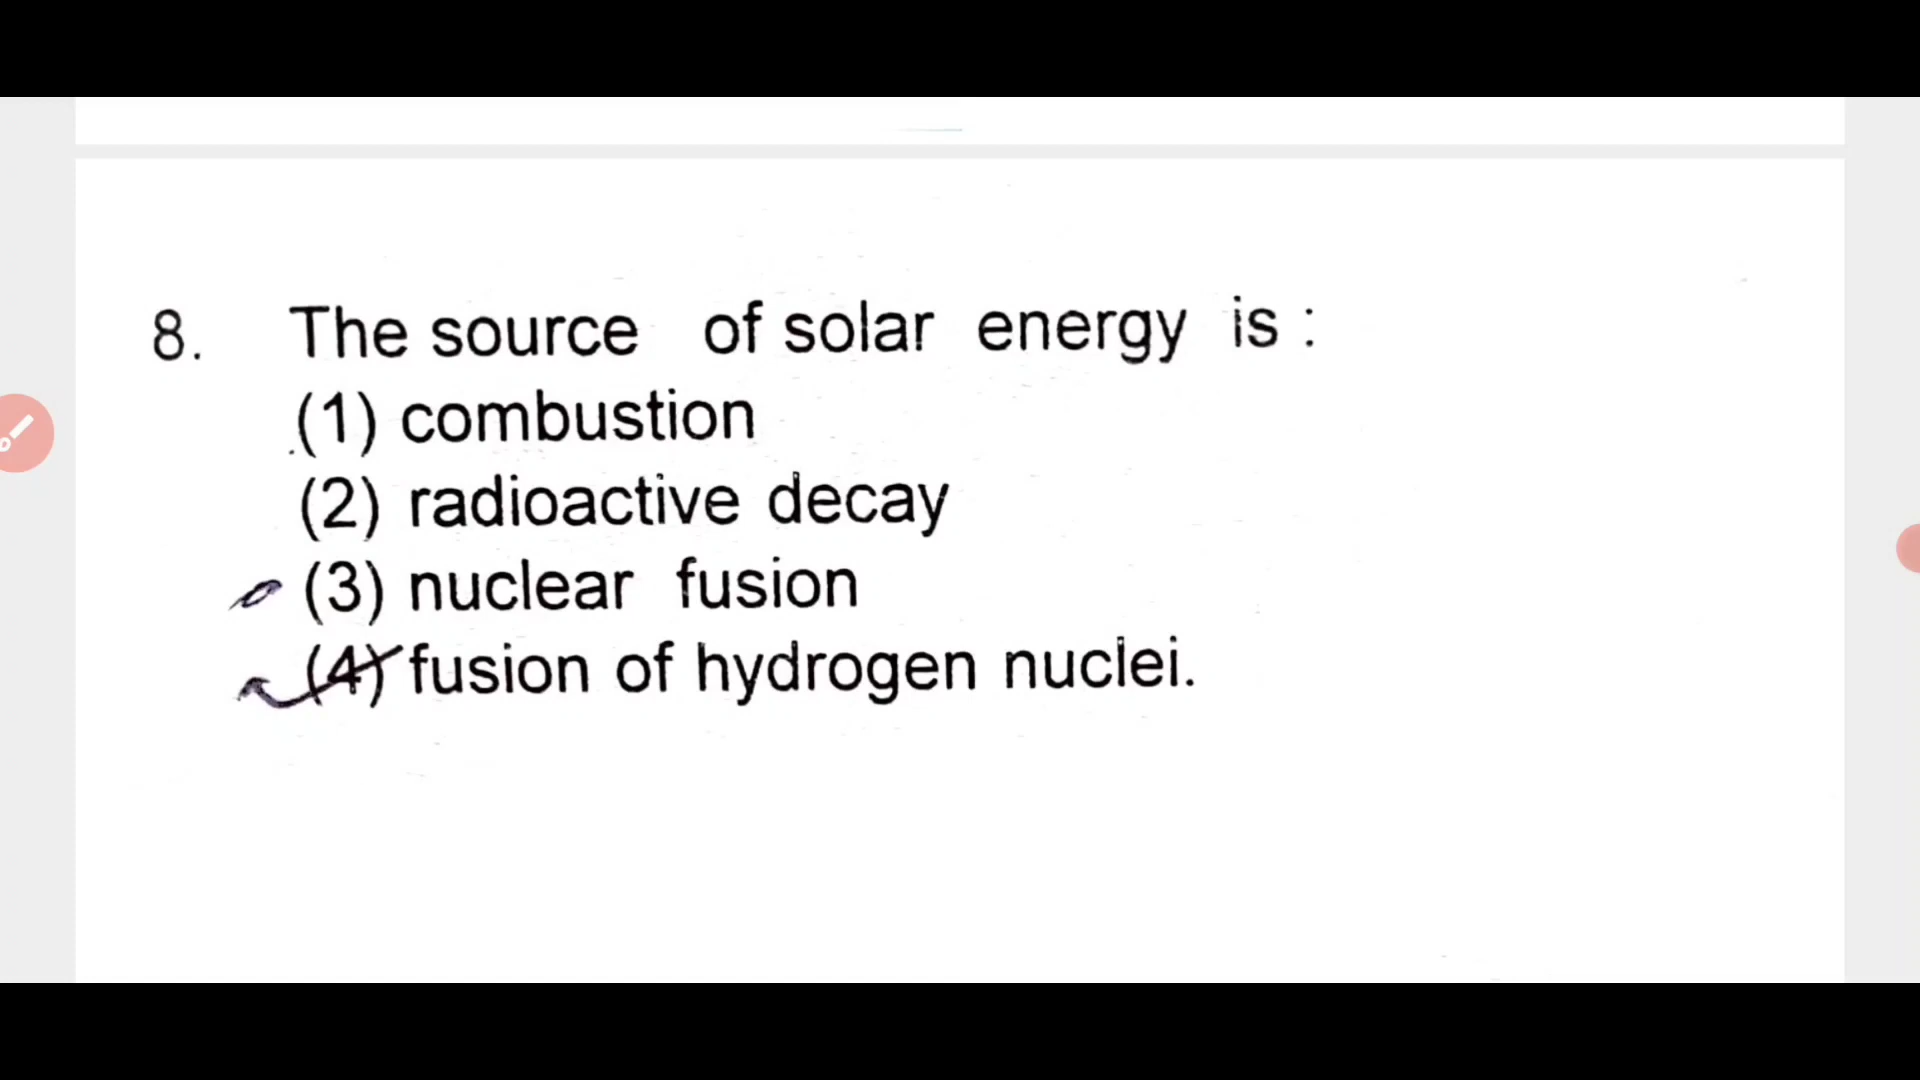 8. The source of solar energy is :
(1) combustion
(2) radioactive decay
(3) nuclear fusion
(4) fusion of hydrogen nuclei.